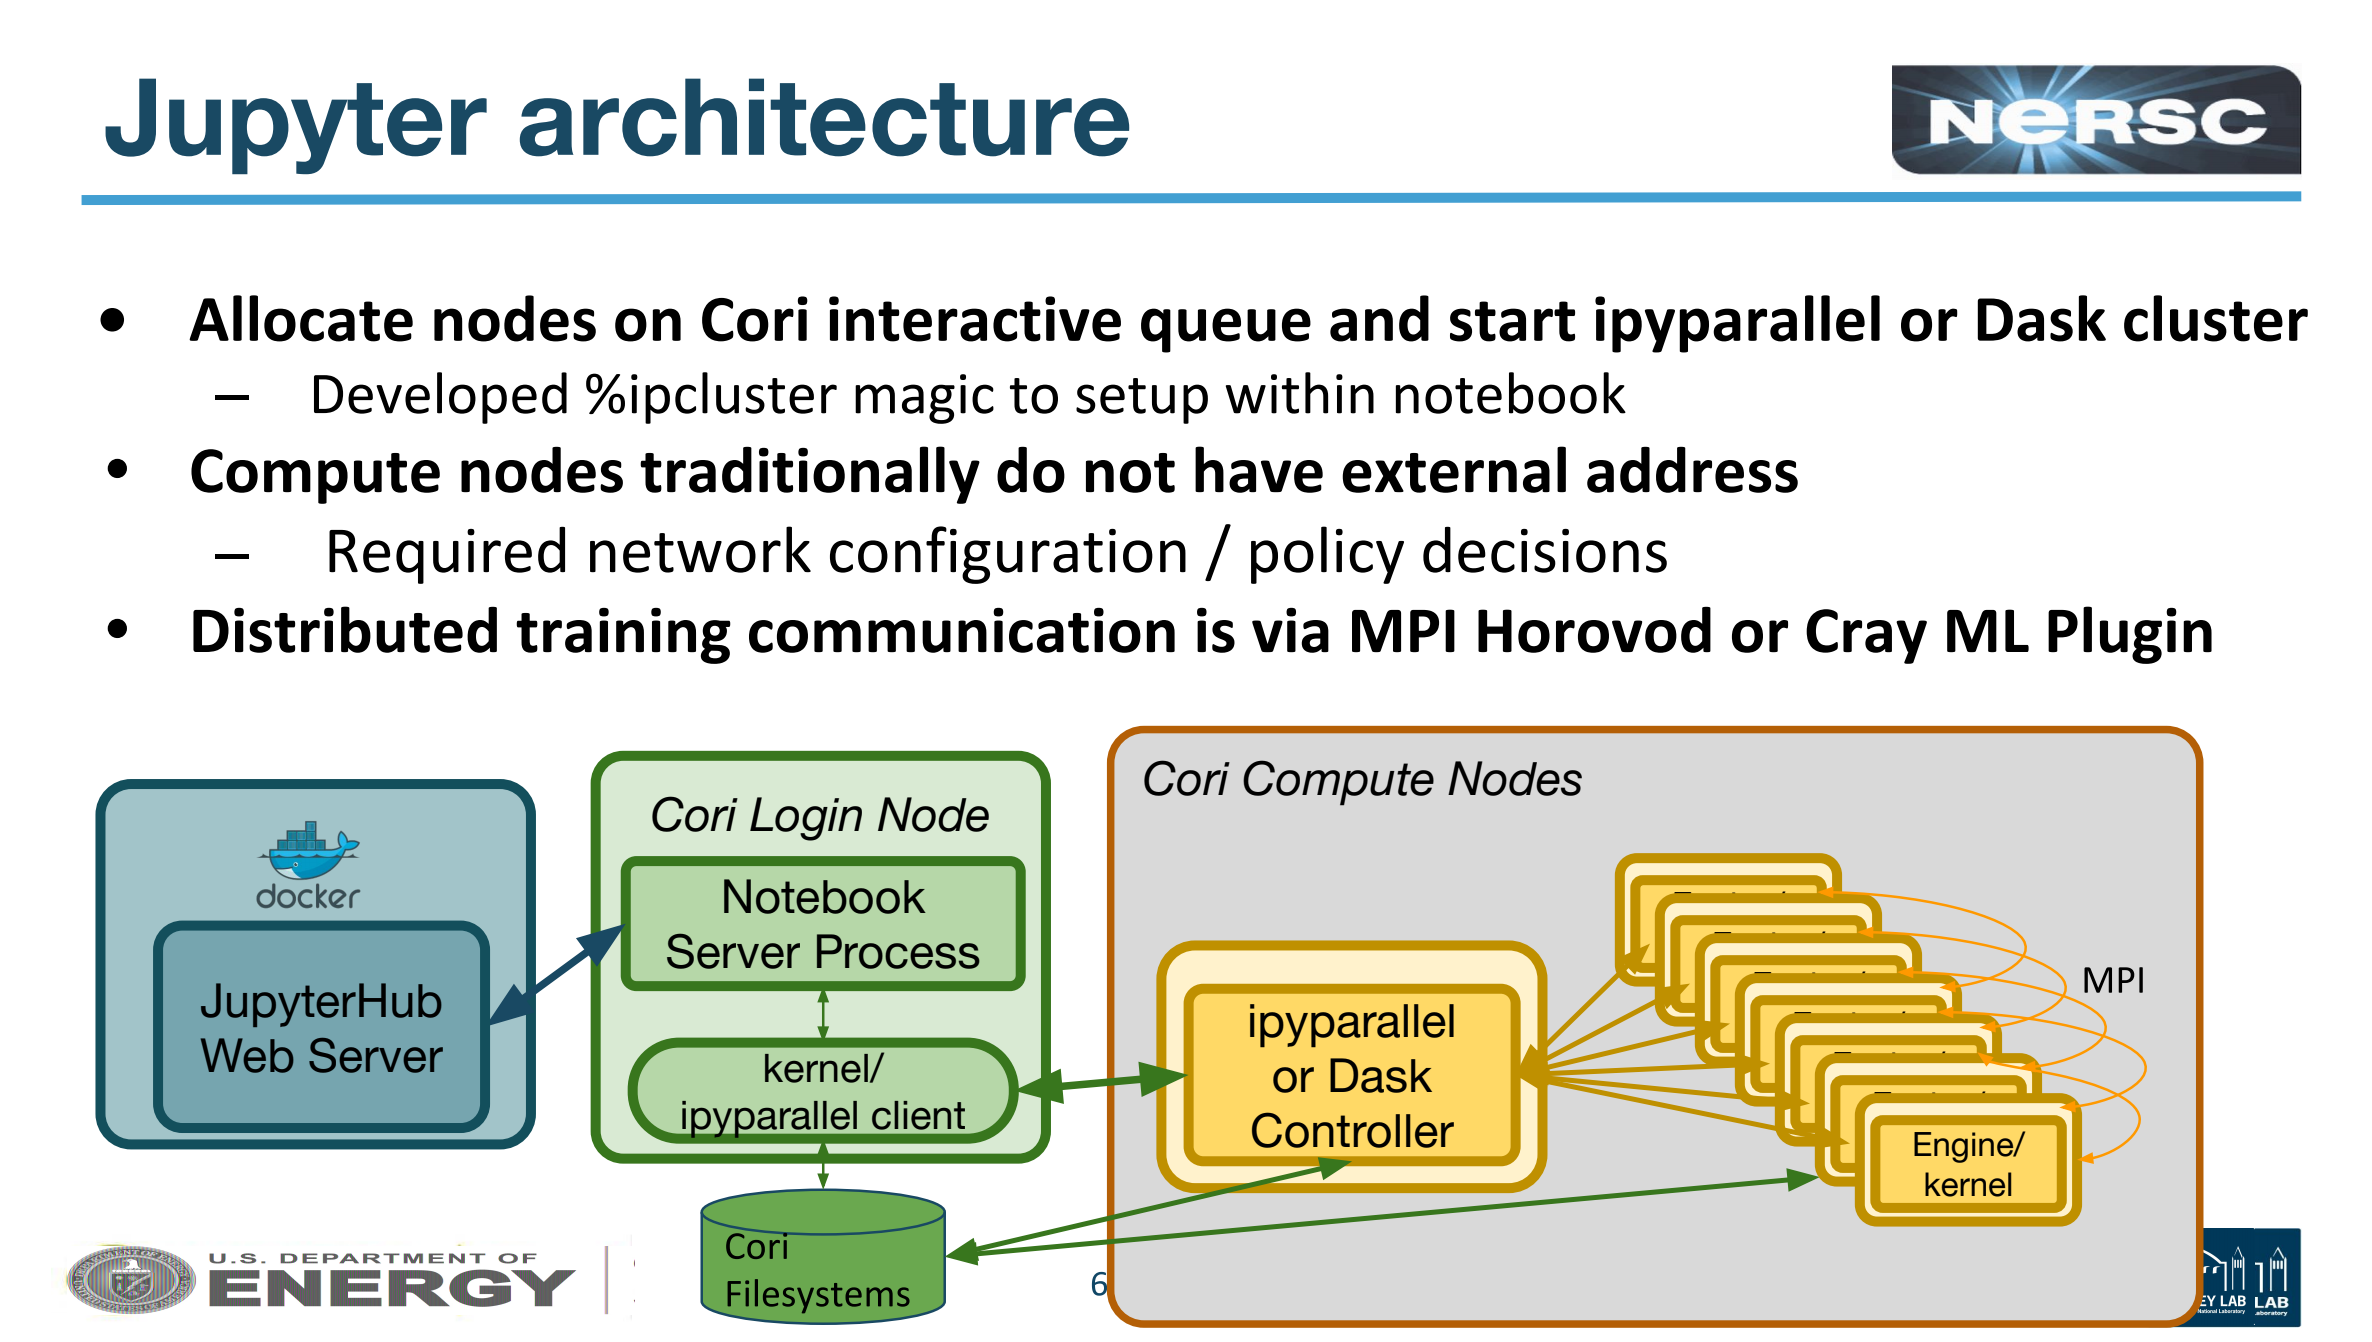 Jupyter architecture
NERSC
• Allocate nodes on Cori interactive queue and start ipyparallel or Dask cluster
– Developed %ipcluster magic to setup within notebook
• Compute nodes traditionally do not have external address
– Required network configuration / policy decisions
• Distributed training communication is via MPI Horovod or Cray ML Plugin
docker
JupyterHub
Web Server
Cori Login Node
Notebook
Server Process
kernel/
ipyparallel client
Cori
Filesystems
Cori Compute Nodes
ipyparallel
or Dask
Controller
MPI
Engine/
kernel
U.S. DEPARTMENT OF
ENERGY
6
EY LAB LAB